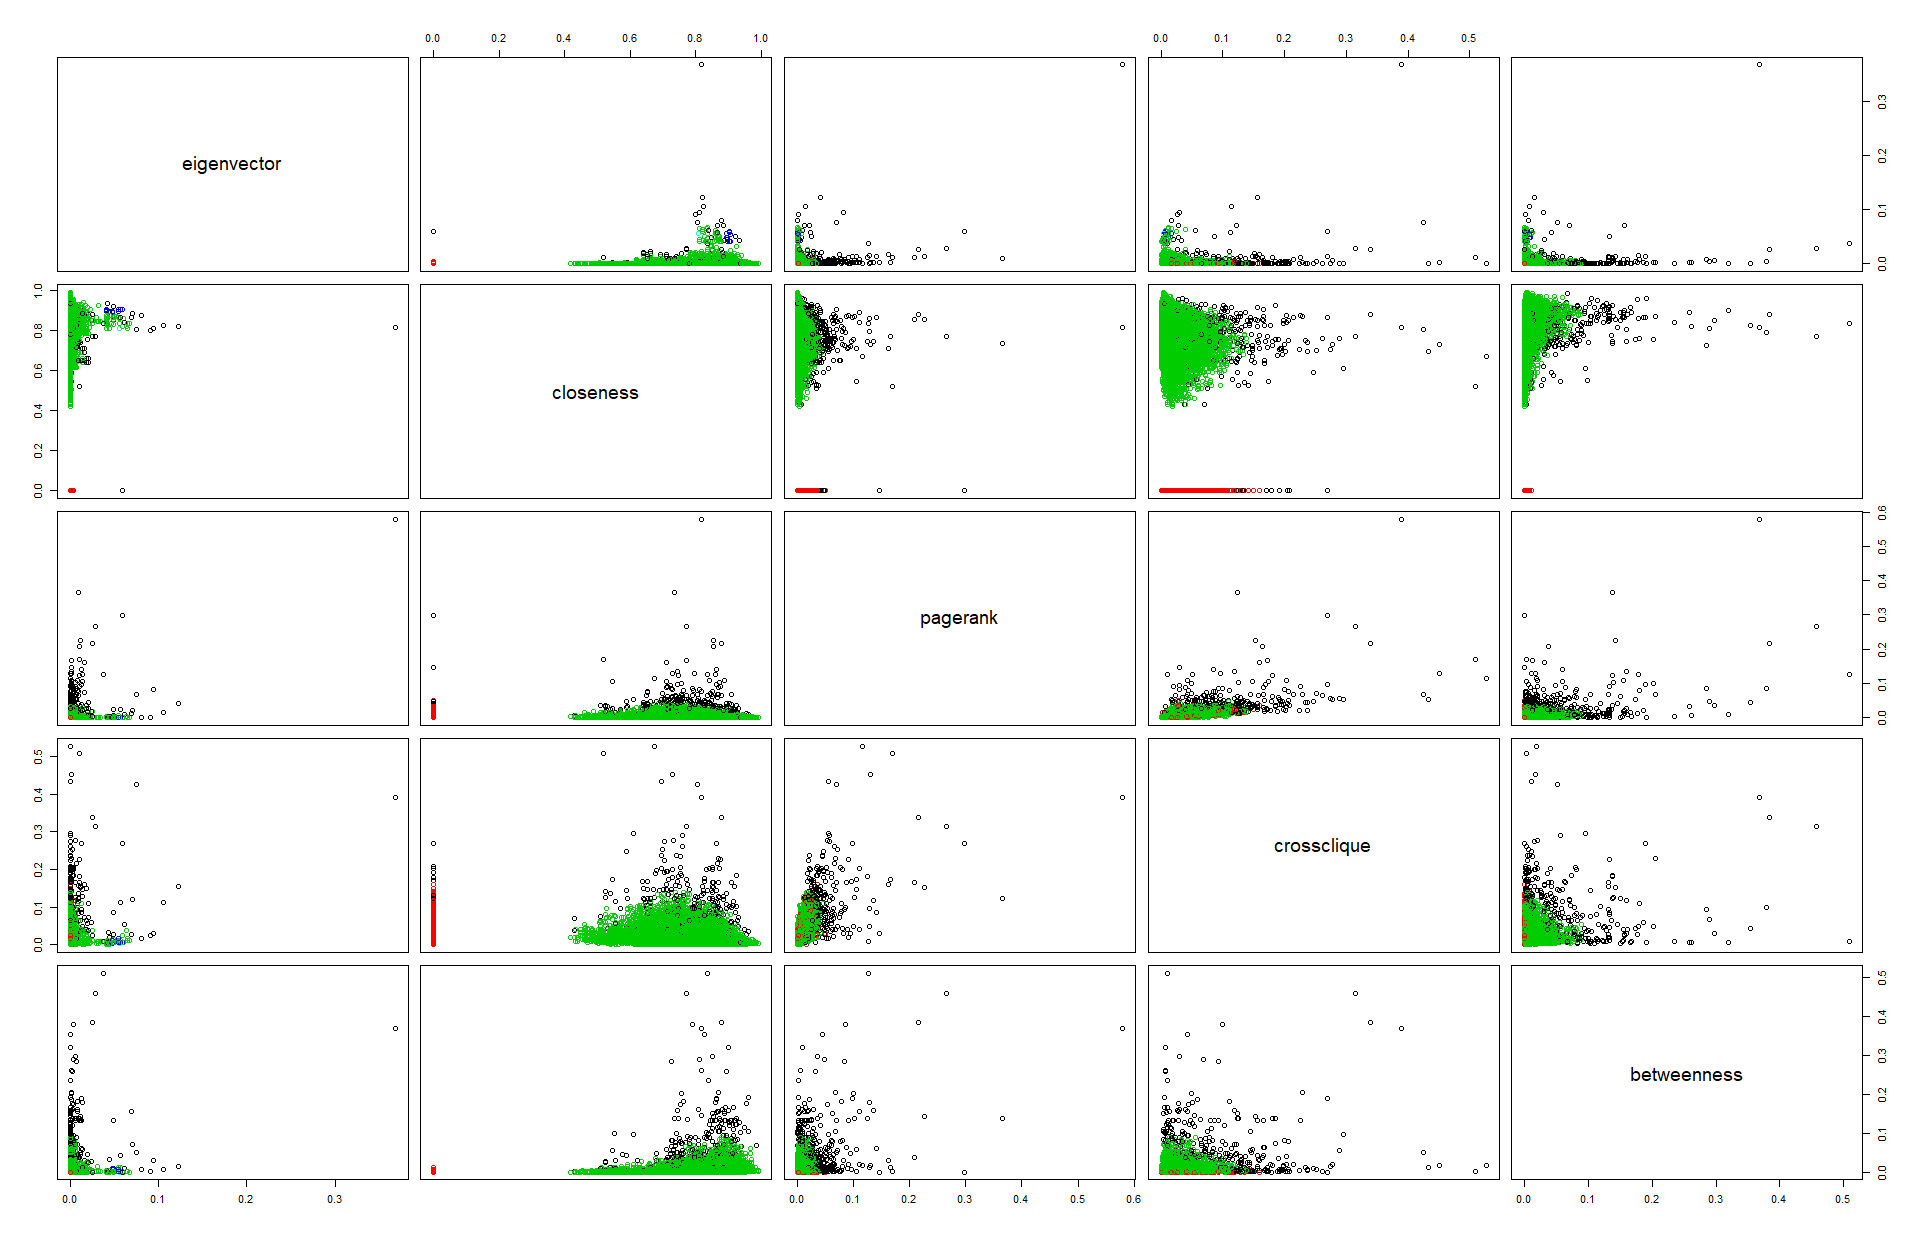 0.0 0.2 0.4 0.6 0.8 1.0 0.0 0.1 0.2 0.3 0.4 0.5
eigenvector
0.0 0.1 0.2 0.3
0.0 0.2 0.4 0.6 0.8 1.0
closeness
pagerank
0.0 0.1 0.2 0.3 0.4 0.5 0.6
0.0 0.1 0.2 0.3 0.4 0.5
crossclique
betweenness
0.0 0.1 0.2 0.3 0.4 0.5
0.0 0.1 0.2 0.3 0.0 0.1 0.2 0.3 0.4 0.5 0.6 0.0 0.1 0.2 0.3 0.4 0.5